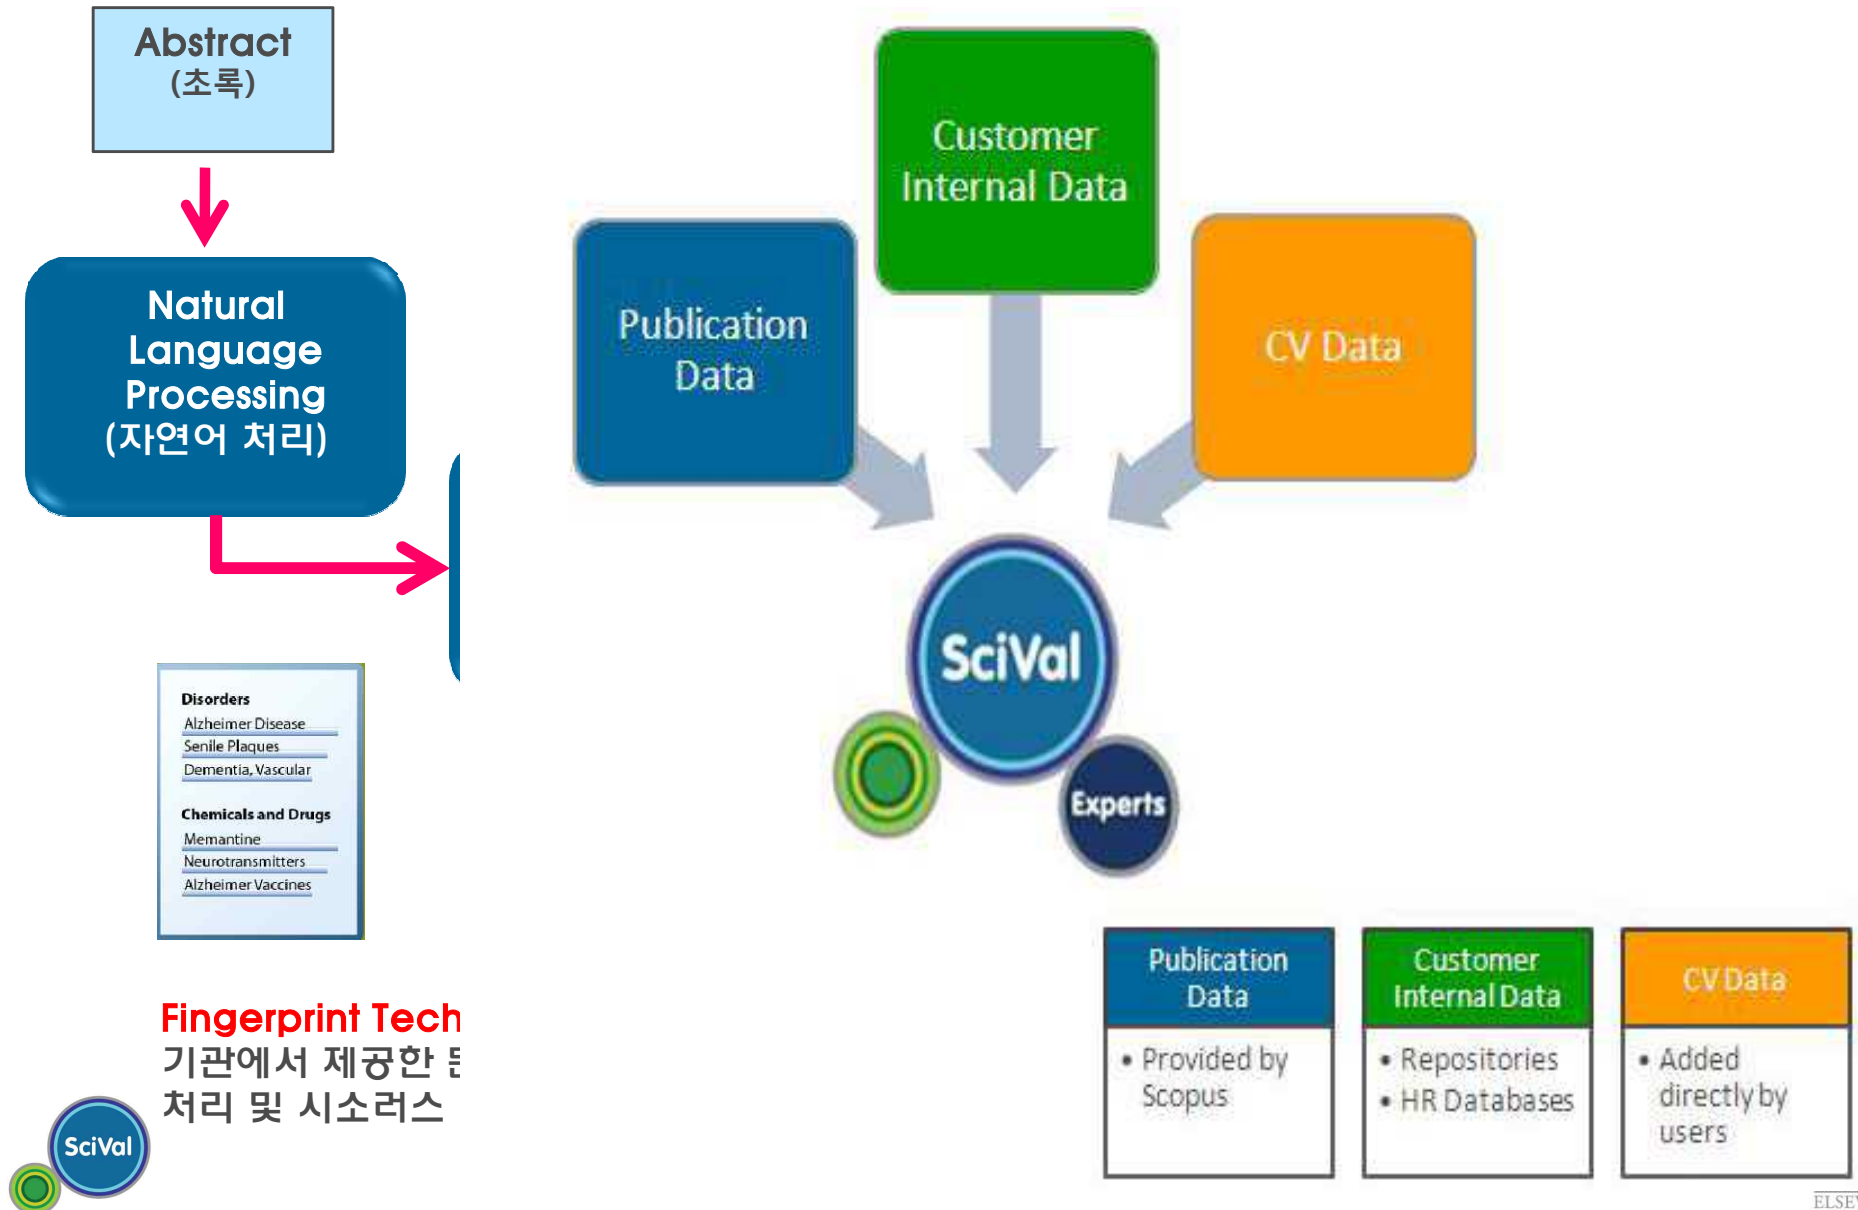 Abstract
(초록)
Natural
Language
Processing
(자연어 처리)
Disorders
Alzheimer Disease
Senile Plaques
Dementia, Vascular
Chemicals and Drugs
Memantine
Neurotransmitters
Alzheimer Vaccines
Fingerprint Tech
기관에서 제공한
처리 및 시소러스
SciVal
Customer
Internal Data
Publication
Data
CV Data
SciVal
Experts
Publication
Data
• Provided by
Scopus
Customer
Internal Data
• Repositories
• HR Databases
CV Data
• Added
directly by
users